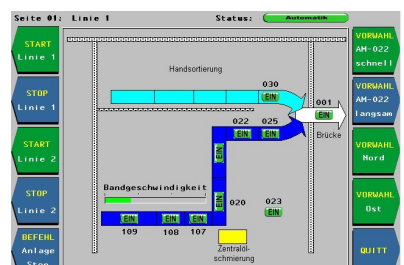 Seite 01: Linie 1 Status: Automatik
START
Linie 1
STOP
Linie 1
START
Linie 2
STOP
Linie 2
BEFEHL
Anlage
Stop
Handsortierung
030
EIN
001
EIN
Brücke
022 025
EIN EIN
EIN
Bandgeschwindigkeit
EIN
020
023
EIN
EIN EIN EIN
109 108 107
Zentralöl-
schmierung
VORWAHL
AM-022
schnell
VORWAHL
AM-022
langsam
VORWAHL
Nord
VORWAHL
Ost
QUITT